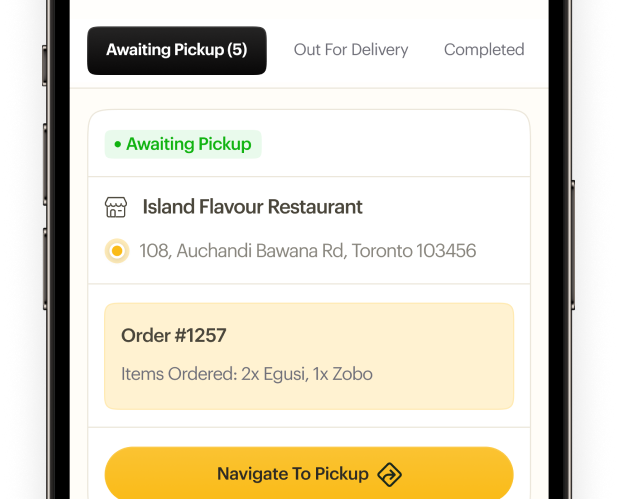 Awaiting Pickup (5) Out For Delivery Completed
• Awaiting Pickup
Island Flavour Restaurant
108, Auchandi Bawana Rd, Toronto 103456
Order #1257
Items Ordered: 2x Egusi, 1x Zobo
Navigate To Pickup